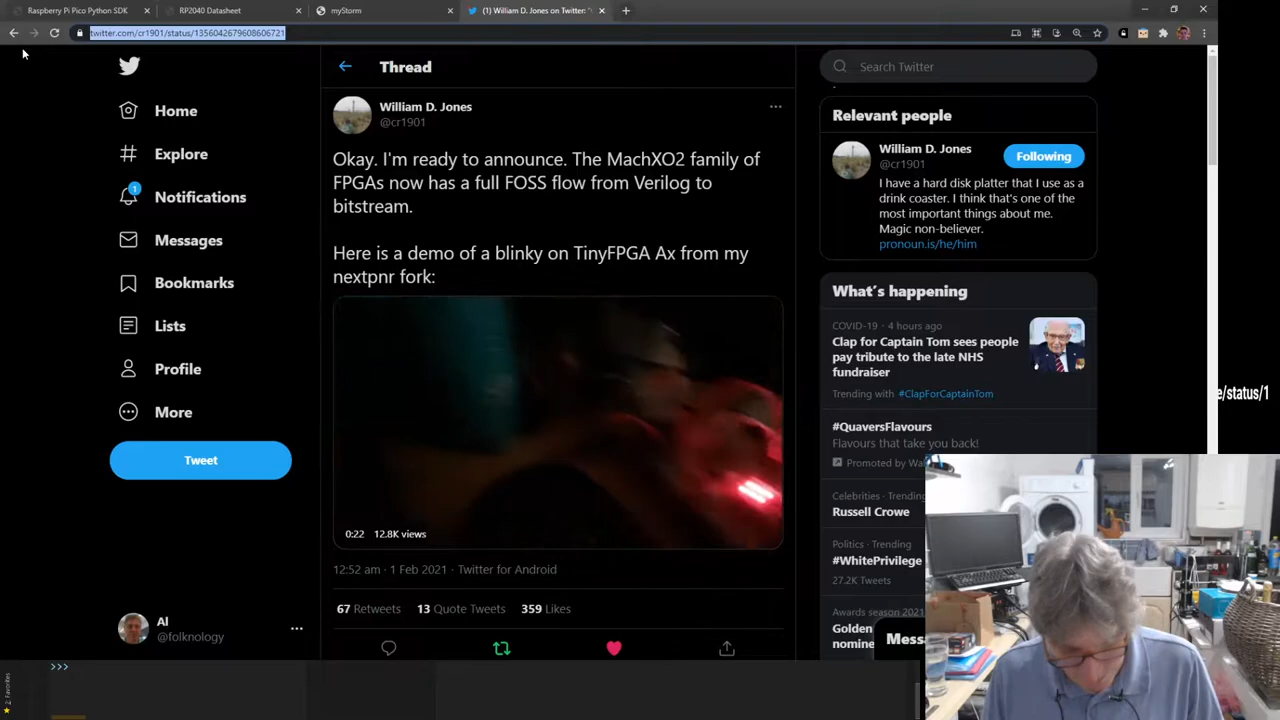 Raspberry Pi Pico Python SDK
RP2040 Datasheet
myStorm
(1) William D. Jones on Twitter: "
twitter.com/cr1901/status/1356042679608606721
Home
Explore
1
Notifications
Messages
Bookmarks
Lists
Profile
More
Tweet
Al
@folknology
Thread
William D. Jones
@cr1901
Okay. I'm ready to announce. The MachXO2 family of
FPGAs now has a full FOSS flow from Verilog to
bitstream.
Here is a demo of a blinky on TinyFPGA Ax from my
nextpnr fork:
0:22 12.8K views
12:52 am · 1 Feb 2021 · Twitter for Android
67 Retweets 13 Quote Tweets 359 Likes
Search Twitter
Relevant people
William D. Jones
@cr1901
Following
I have a hard disk platter that I use as a
drink coaster. I think that's one of the
most important things about me.
Magic non-believer.
pronoun.is/he/him
What's happening
COVID-19 · 4 hours ago
Clap for Captain Tom sees people
pay tribute to the late NHS
fundraiser
Trending with #ClapForCaptainTom
#QuaversFlavours
Flavours that take you back!
Promoted by Wa
Celebrities · Trending
Russell Crowe
Politics · Trending
#WhitePrivilege
27.2K Tweets
Awards season 2021
Golden
nomine
Mess
e/status/1
>>>
2: Favorites